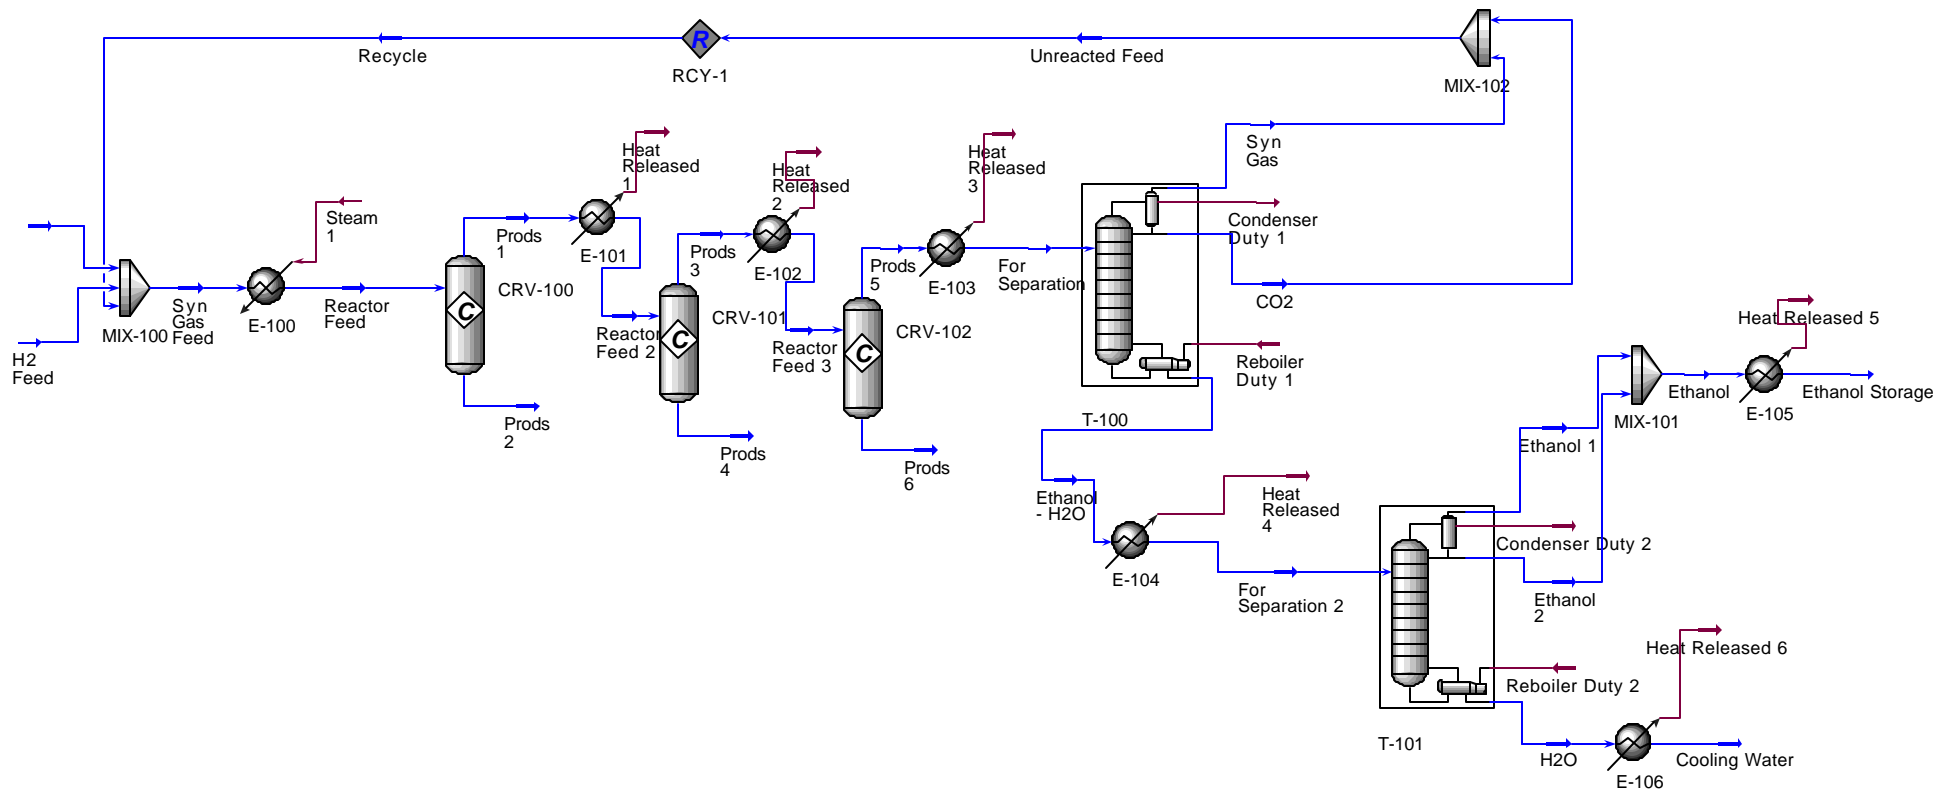 Recycle
R
RCY-1
Unreacted Feed
MIX-102
Syn
Gas
Heat
Released
1
Heat
Released
2
Heat
Released
3
Steam
1
Prods
1
E-101
Prods
3
E-102
Prods
5
E-103
For
Separation
Condenser
Duty 1
CO2
H2
Feed
MIX-100
Syn
Gas
Feed
E-100
Reactor
Feed
C
CRV-100
Reactor
Feed 2
C
CRV-101
Reactor
Feed 3
C
CRV-102
Reboiler
Duty 1
T-100
Prods
2
Prods
4
Prods
6
Heat Released 5
Ethanol
E-105
Ethanol Storage
MIX-101
Ethanol 1
Ethanol
- H2O
Heat
Released
4
E-104
For
Separation 2
Condenser Duty 2
Ethanol
2
Heat Released 6
Reboiler Duty 2
T-101
H2O
E-106
Cooling Water